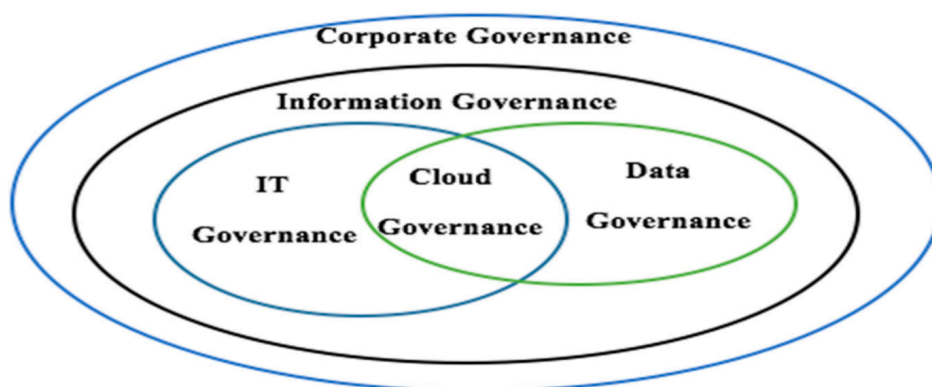 Corporate Governance
Information Governance
IT
Governance
Cloud
Governance
Data
Governance